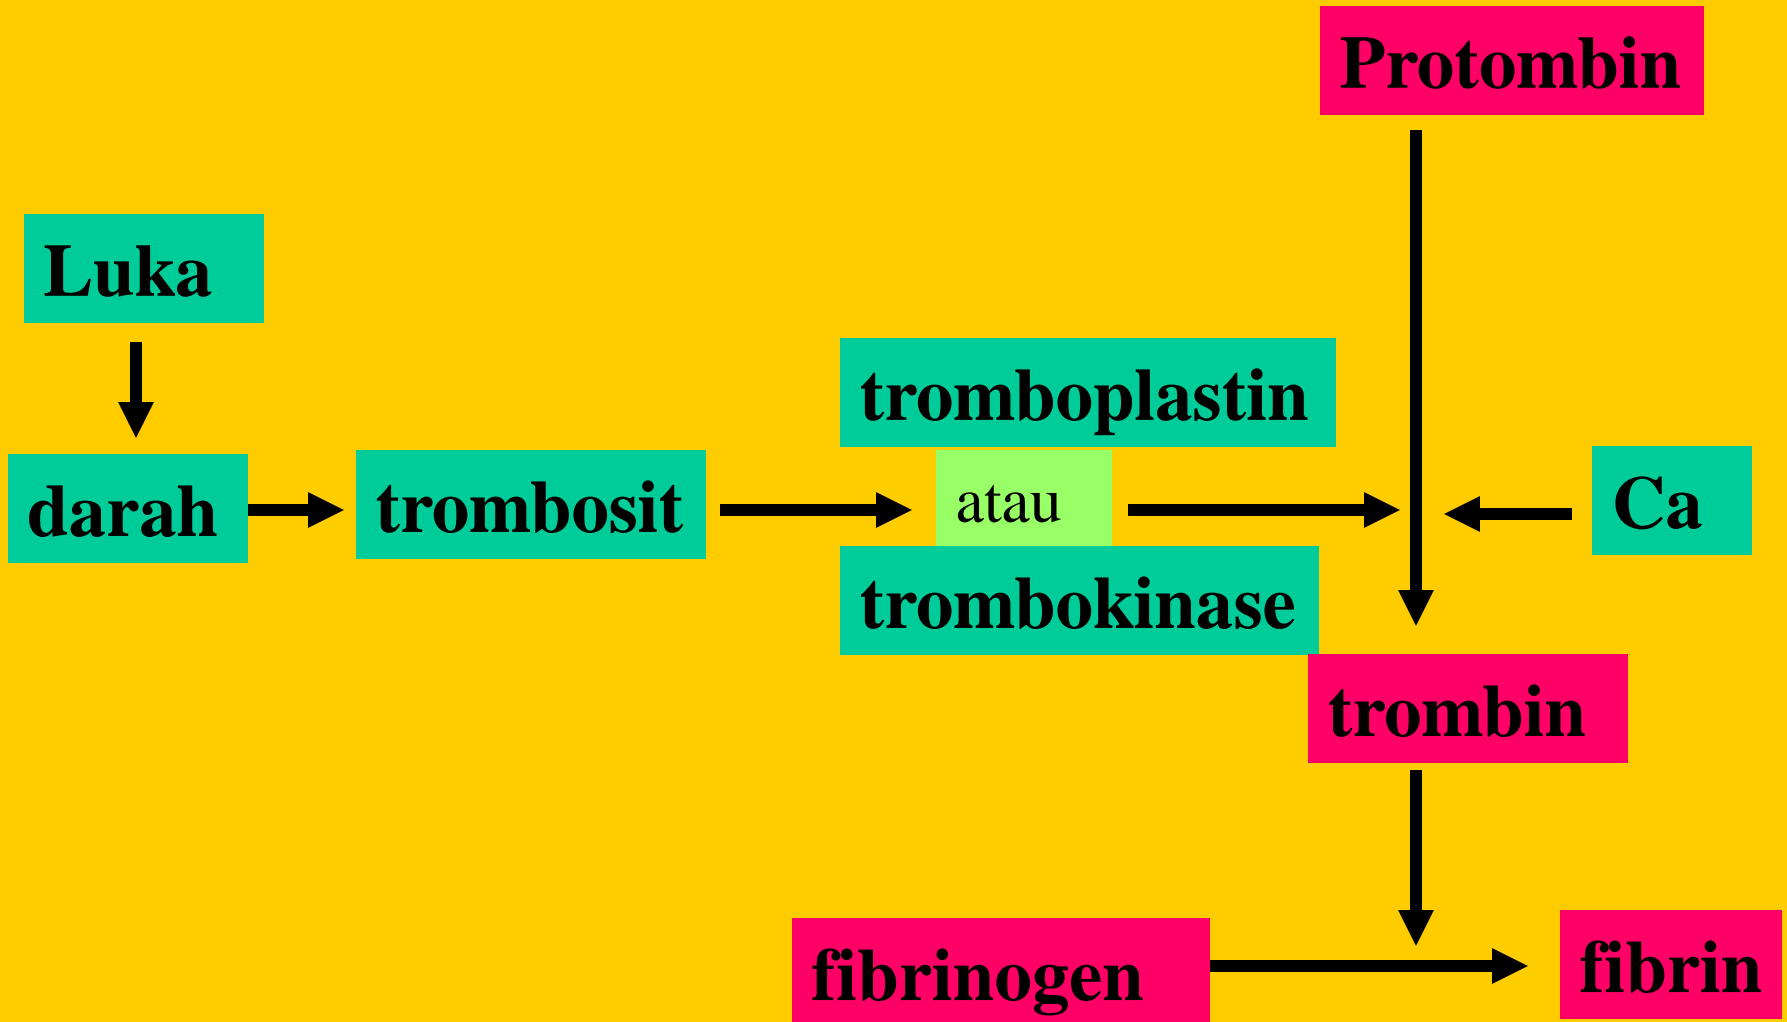 Protombin
Luka
tromboplastin
darah
trombosit
atau
Ca
trombokinase
trombin
fibrinogen
fibrin